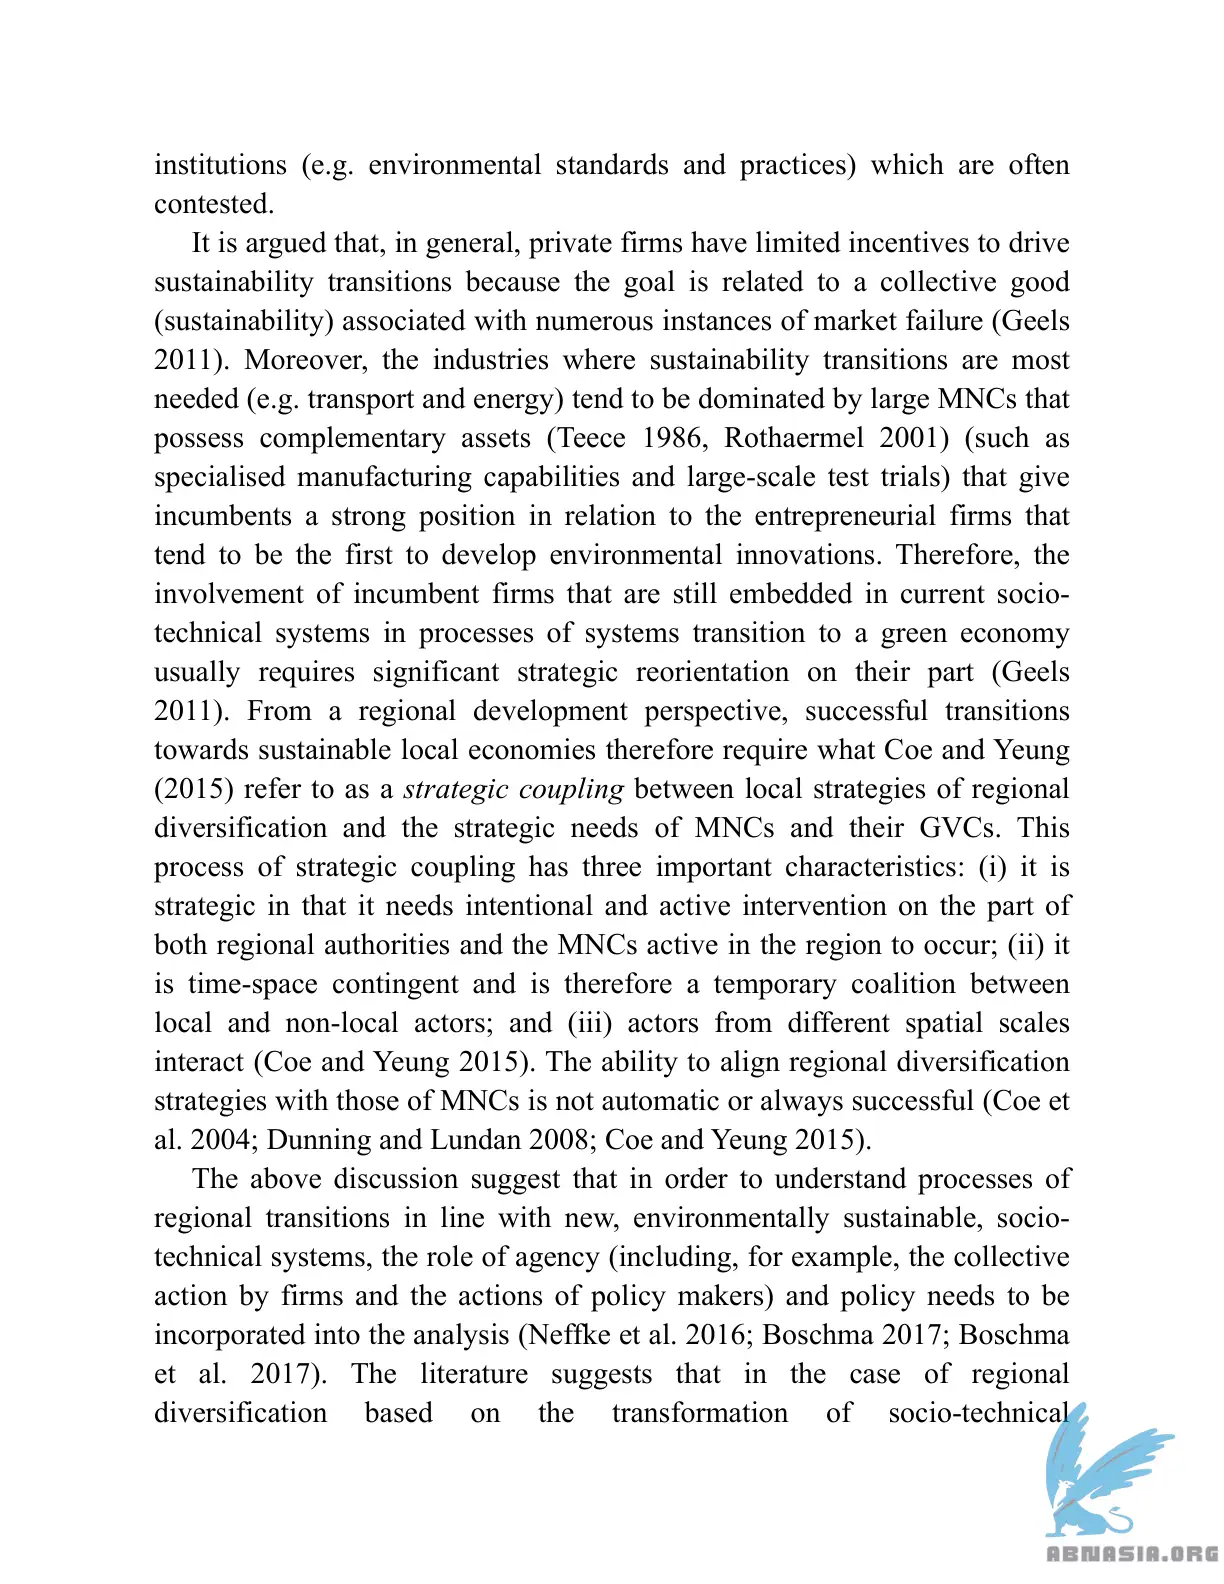 institutions (e.g. environmental standards and practices) which are often
contested.
It is argued that, in general, private firms have limited incentives to drive
sustainability transitions because the goal is related to a collective good
(sustainability) associated with numerous instances of market failure (Geels
2011). Moreover, the industries where sustainability transitions are most
needed (e.g. transport and energy) tend to be dominated by large MNCs that
possess complementary assets (Teece 1986, Rothaermel 2001) (such as
specialised manufacturing capabilities and large-scale test trials) that give
incumbents a strong position in relation to the entrepreneurial firms that
tend to be the first to develop environmental innovations. Therefore, the
involvement of incumbent firms that are still embedded in current socio-
technical systems in processes of systems transition to a green economy
usually requires significant strategic reorientation on their part (Geels
2011). From a regional development perspective, successful transitions
towards sustainable local economies therefore require what Coe and Yeung
(2015) refer to as a strategic coupling between local strategies of regional
diversification and the strategic needs of MNCs and their GVCs. This
process of strategic coupling has three important characteristics: (i) it is
strategic in that it needs intentional and active intervention on the part of
both regional authorities and the MNCs active in the region to occur; (ii) it
is time-space contingent and is therefore a temporary coalition between
local and non-local actors; and (iii) actors from different spatial scales
interact (Coe and Yeung 2015). The ability to align regional diversification
strategies with those of MNCs is not automatic or always successful (Coe et
al. 2004; Dunning and Lundan 2008; Coe and Yeung 2015).
The above discussion suggest that in order to understand processes of
regional transitions in line with new, environmentally sustainable, socio-
technical systems, the role of agency (including, for example, the collective
action by firms and the actions of policy makers) and policy needs to be
incorporated into the analysis (Neffke et al. 2016; Boschma 2017; Boschma
et al. 2017). The literature suggests that in the case of regional
diversification based on the transformation of socio-technical
ABNASIA.ORG